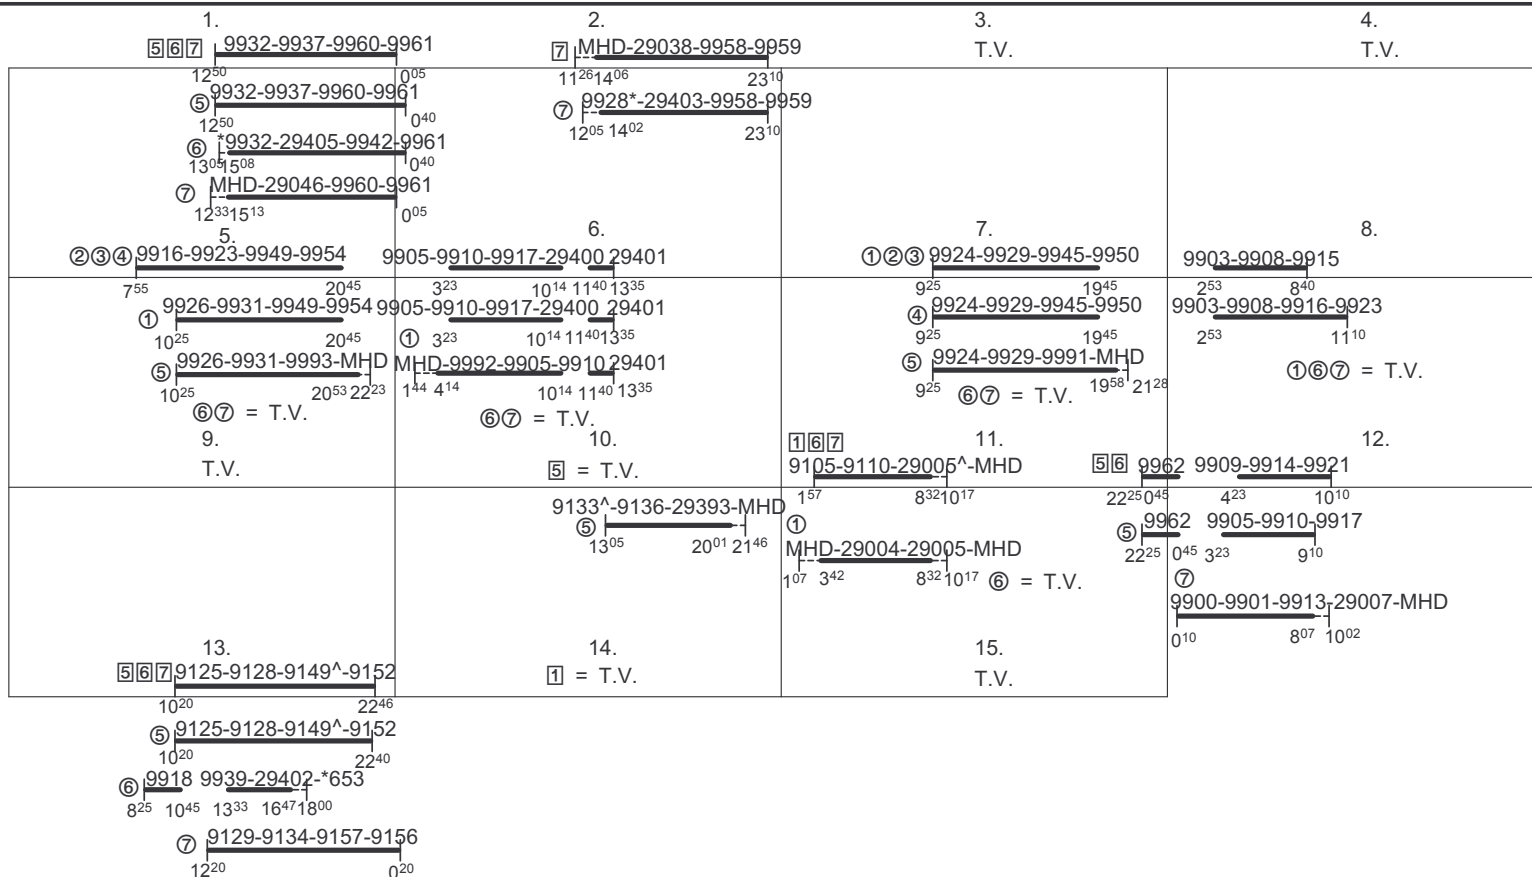 1.
5 6 7 9932-9937-9960-9961
12⁵⁰ 0⁰⁵
⑤ 9932-9937-9960-9961
12⁵⁰ 0⁴⁰
⑥ *9932-29405-9942-9961
13⁰⁵ 15⁰⁸ 0⁴⁰
⑦ MHD-29046-9960-9961
12³³ 15¹³ 0⁰⁵
2.
7 MHD-29038-9958-9959
11²⁶ 14⁰⁶ 23¹⁰
⑦ 9928*-29403-9958-9959
12⁰⁵ 14⁰² 23¹⁰
3.
T.V.
4.
T.V.
5.
②③④ 9916-9923-9949-9954
7⁵⁵ 20⁴⁵
① 9926-9931-9949-9954
10²⁵ 20⁴⁵
⑤ 9926-9931-9993-MHD
10²⁵ 20⁵³ 22²³
⑥⑦ = T.V.
6.
9905-9910-9917-29400 29401
3²³ 10¹⁴ 11⁴⁰ 13³⁵
9905-9910-9917-29400 29401
① 3²³ 10¹⁴ 11⁴⁰ 13³⁵
MHD-9992-9905-9910 29401
1⁴⁴ 4¹⁴ 10¹⁴ 11⁴⁰ 13³⁵
⑥⑦ = T.V.
7.
①②③ 9924-9929-9945-9950
9²⁵ 19⁴⁵
④ 9924-9929-9945-9950
9²⁵ 19⁴⁵
⑤ 9924-9929-9991-MHD
9²⁵ 19⁵⁸ 21²⁸
⑥⑦ = T.V.
8.
9903-9908-9915
2⁵³ 8⁴⁰
9903-9908-9916-9923
2⁵³ 11¹⁰
①⑥⑦ = T.V.
9.
T.V.
10.
5 = T.V.
9133^-9136-29393-MHD
⑤ 13⁰⁵ 20⁰¹ 21⁴⁶
11.
1 6 7
9105-9110-29005^-MHD
1⁵⁷ 8³² 10¹⁷
①
MHD-29004-29005-MHD
1⁰⁷ 3⁴² 8³² 10¹⁷
⑥ = T.V.
12.
5 6 9962 9909-9914-9921
22²⁵ 0⁴⁵ 4²³ 10¹⁰
⑤ 9962 9905-9910-9917
22²⁵ 0⁴⁵ 3²³ 9¹⁰
⑦
9900-9901-9913-29007-MHD
0¹⁰ 8⁰⁷ 10⁰²
13.
5 6 7 9125-9128-9149^-9152
10²⁰ 22⁴⁶
⑤ 9125-9128-9149^-9152
10²⁰ 22⁴⁰
⑥ 9918 9939-29402-*653
8²⁵ 10⁴⁵ 13³³ 16⁴⁷ 18⁰⁰
⑦ 9129-9134-9157-9156
12²⁰ 0²⁰
14.
1 = T.V.
15.
T.V.